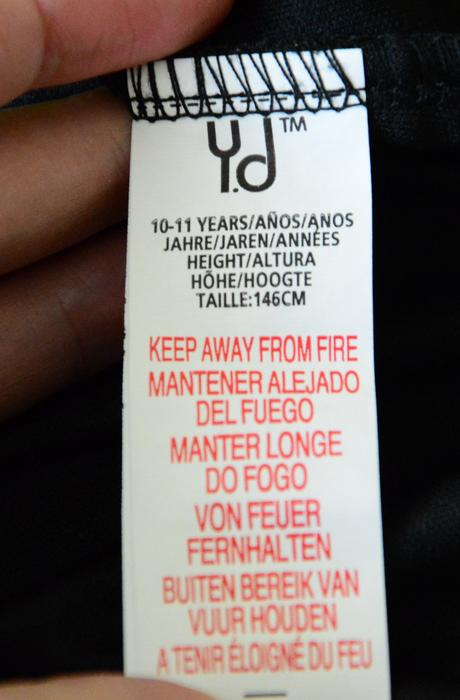 Y.d™
10-11 YEARS/AÑOS/ANOS
JAHRE/JAREN/ANNÉES
HEIGHT/ALTURA
HÕHE/HOOGTE
TAILLE:146CM
KEEP AWAY FROM FIRE
MANTENER ALEJADO
DEL FUEGO
MANTER LONGE
DO FOGO
VON FEUER
FERNHALTEN
BUITEN BEREIK VAN
VUUR HOUDEN
A TENIR ÉLOIGNÉ DU FEU